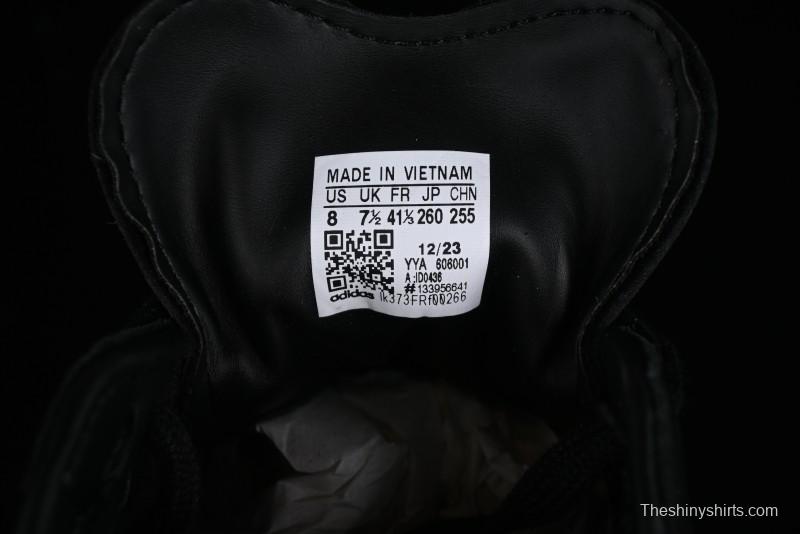 MADE IN VIETNAM
US UK FR JP CHN
8 7½ 41⅓ 260 255
12/23
YYA 606001
A:ID0436
#133956641
adidas lk373FRf00266
Theshinyshirts.com